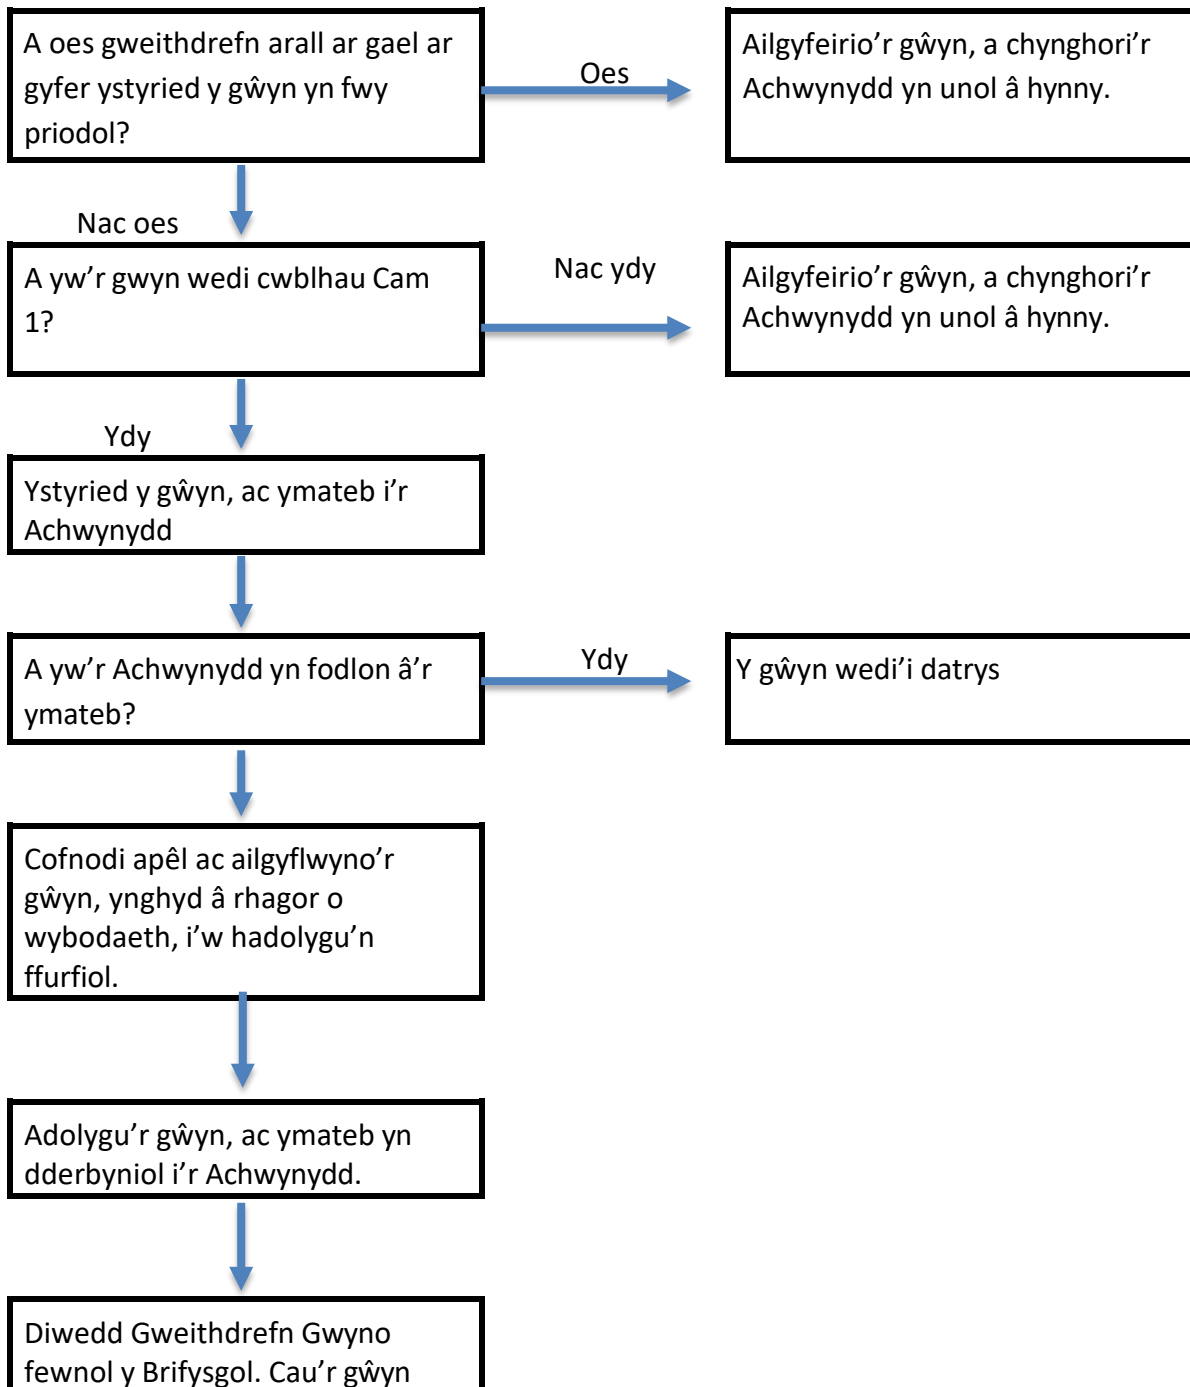 A oes gweithdrefn arall ar gael ar
gyfer ystyried y gŵyn yn fwy
priodol?
Oes
Ailgyfeirio’r gŵyn, a chynghori’r
Achwynydd yn unol â hynny.
Nac oes
A yw’r gwyn wedi cwblhau Cam
1?
Nac ydy
Ailgyfeirio’r gŵyn, a chynghori’r
Achwynydd yn unol â hynny.
Ydy
Ystyried y gŵyn, ac ymateb i’r
Achwynydd
A yw’r Achwynydd yn fodlon â’r
ymateb?
Ydy
Y gŵyn wedi’i datrys
Cofnodi apêl ac ailgyflwyno’r
gŵyn, ynghyd â rhagor o
wybodaeth, i’w hadolygu’n
ffurfiol.
Adolygu’r gŵyn, ac ymateb yn
dderbyniol i’r Achwynydd.
Diwedd Gweithdrefn Gwyno
fewnol y Brifysgol. Cau’r gŵyn